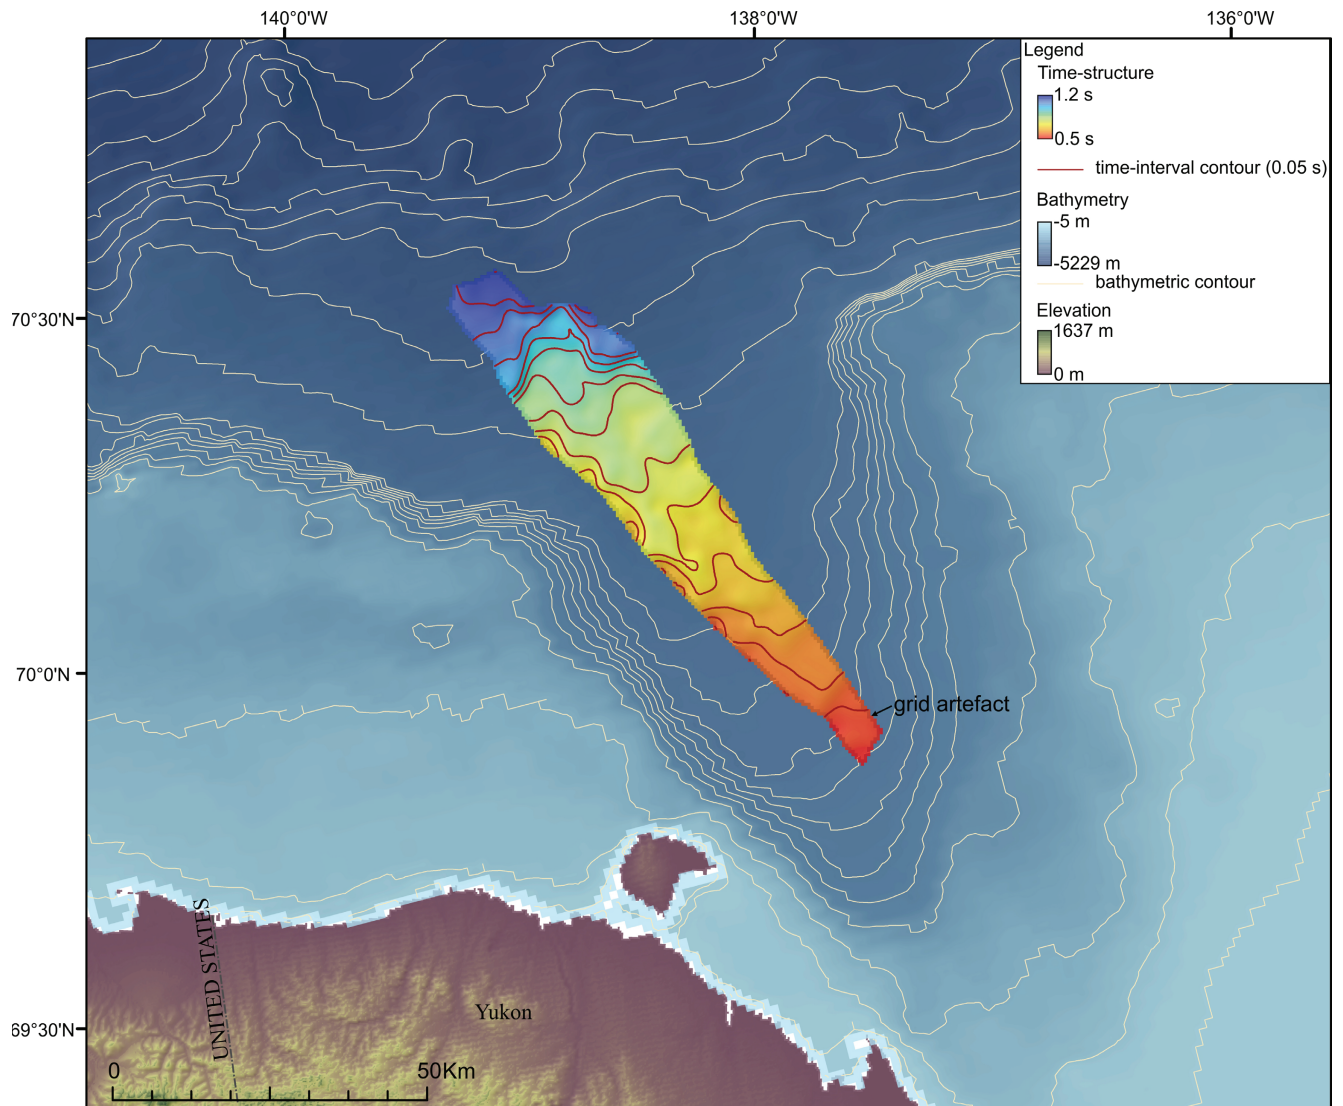 140°0'W
138°0'W
136°0'W
Legend
Time-structure
1.2 s
0.5 s
time-interval contour (0.05 s)
Bathymetry
-5 m
-5229 m
bathymetric contour
Elevation
1637 m
0 m
70°30'N
70°0'N
grid artefact
69°30'N
UNITED STATES
Yukon
0
50Km